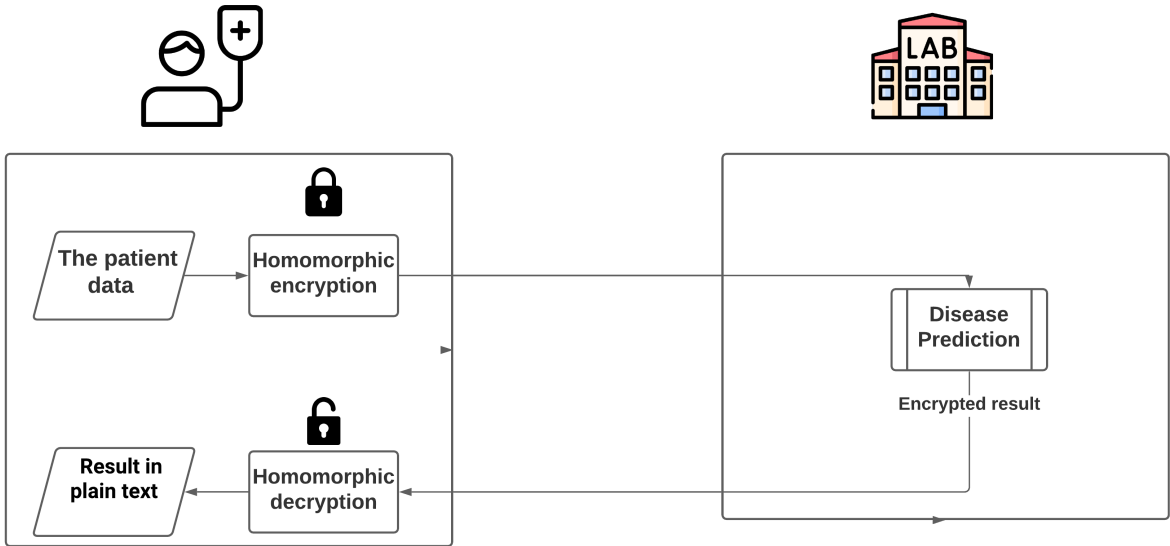 LAB
The patient
data
Homomorphic
encryption
Disease
Prediction
Encrypted result
Homomorphic
decryption
Result in
plain text